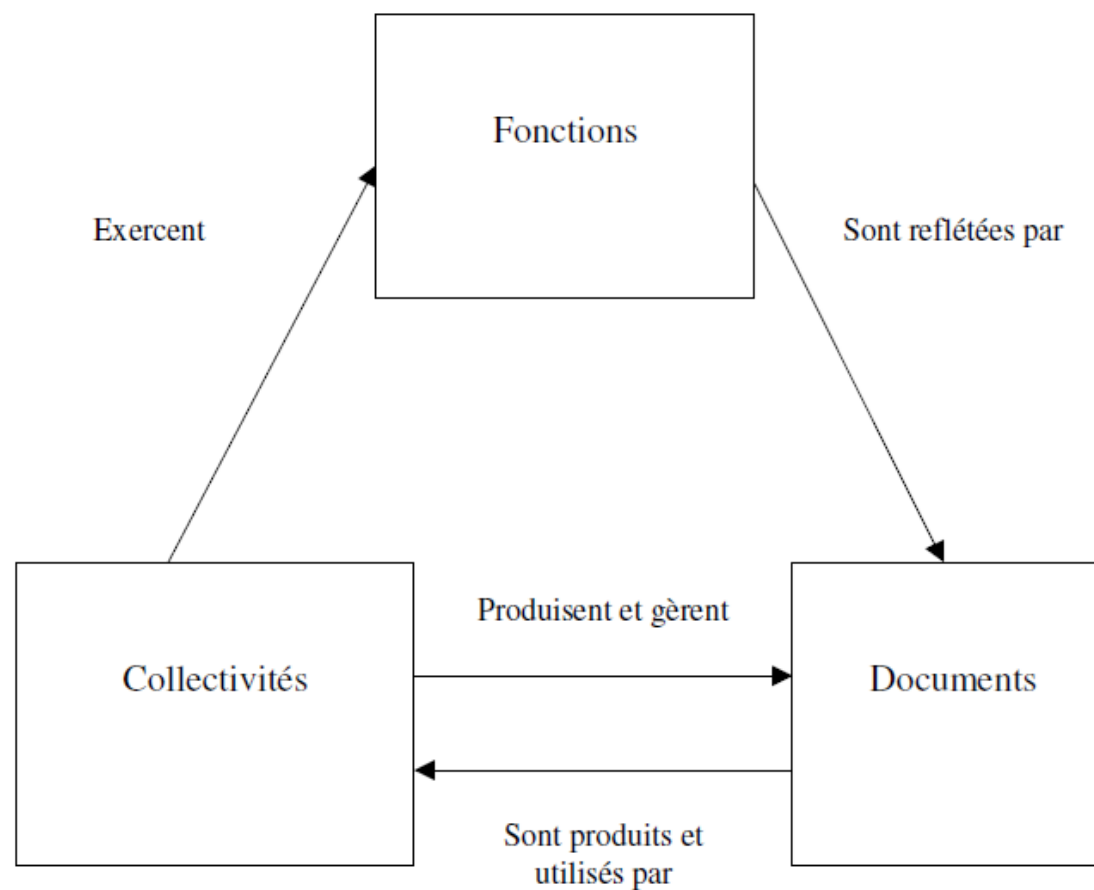 Fonctions
Exercent
Sont reflétées par
Produisent et gèrent
Collectivités
Documents
Sont produits et
utilisés par